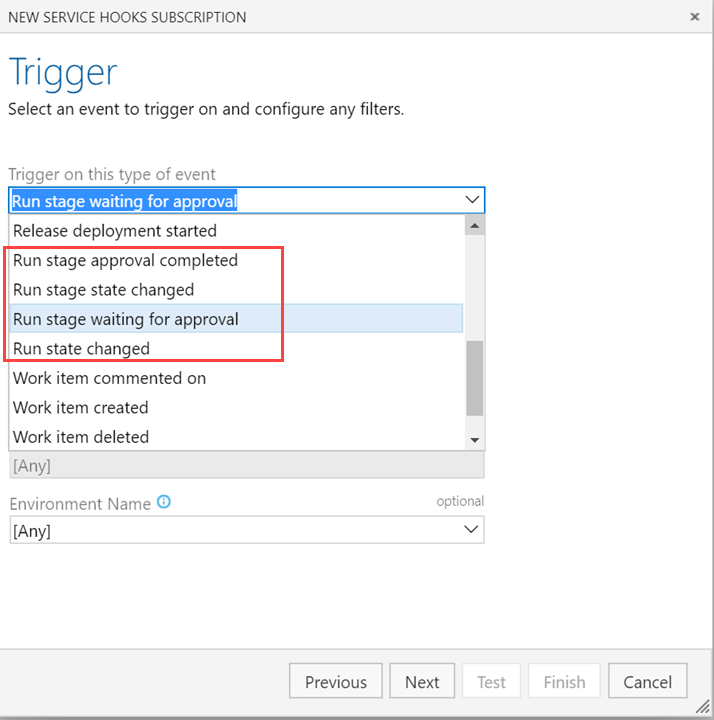 NEW SERVICE HOOKS SUBSCRIPTION
Trigger
Select an event to trigger on and configure any filters.
Trigger on this type of event
Run stage waiting for approval
Release deployment started
Run stage approval completed
Run stage state changed
Run stage waiting for approval
Run state changed
Work item commented on
Work item created
Work item deleted
[Any]
Environment Name optional
[Any]
Previous Next Test Finish Cancel